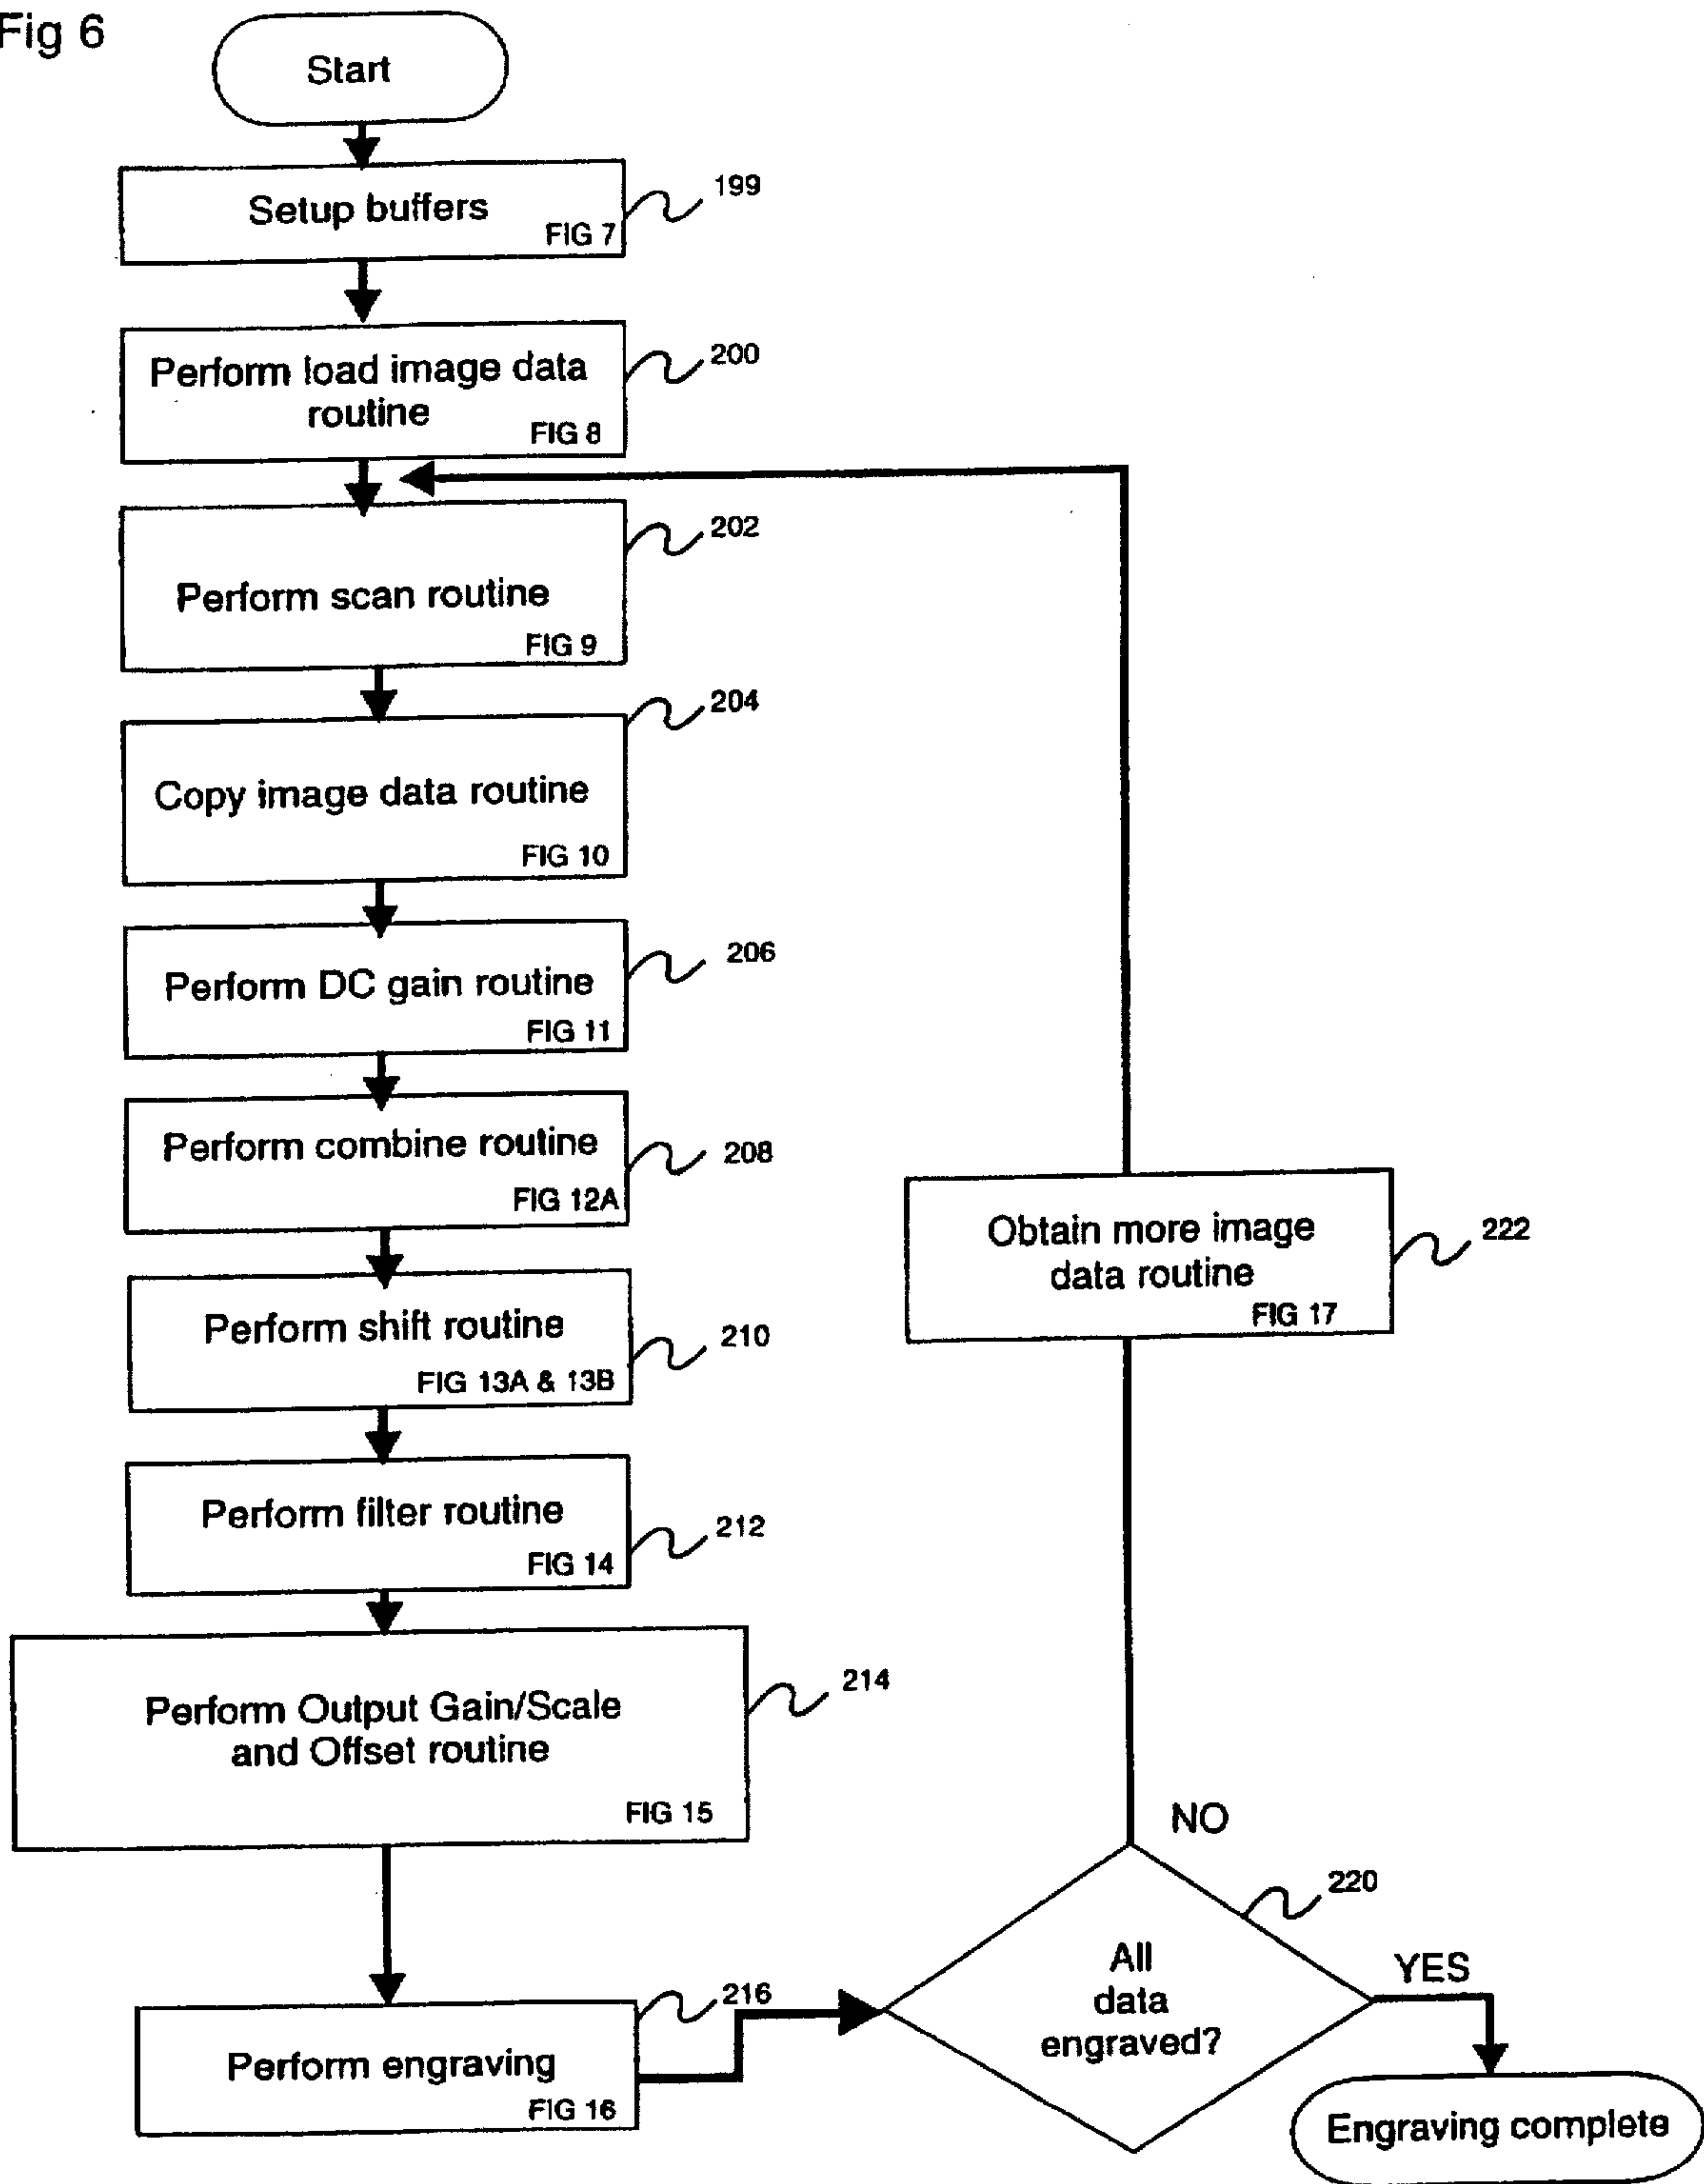 Fig 6
Start
Setup buffers
FIG 7
199
Perform load image data
routine
FIG 8
200
Perform scan routine
FIG 9
202
Copy image data routine
FIG 10
204
Perform DC gain routine
FIG 11
206
Perform combine routine
FIG 12A
208
Perform shift routine
FIG 13A & 13B
210
Perform filter routine
FIG 14
212
Perform Output Gain/Scale
and Offset routine
FIG 15
214
Perform engraving
FIG 16
216
All
data
engraved?
220
NO
YES
Obtain more image
data routine
FIG 17
222
Engraving complete